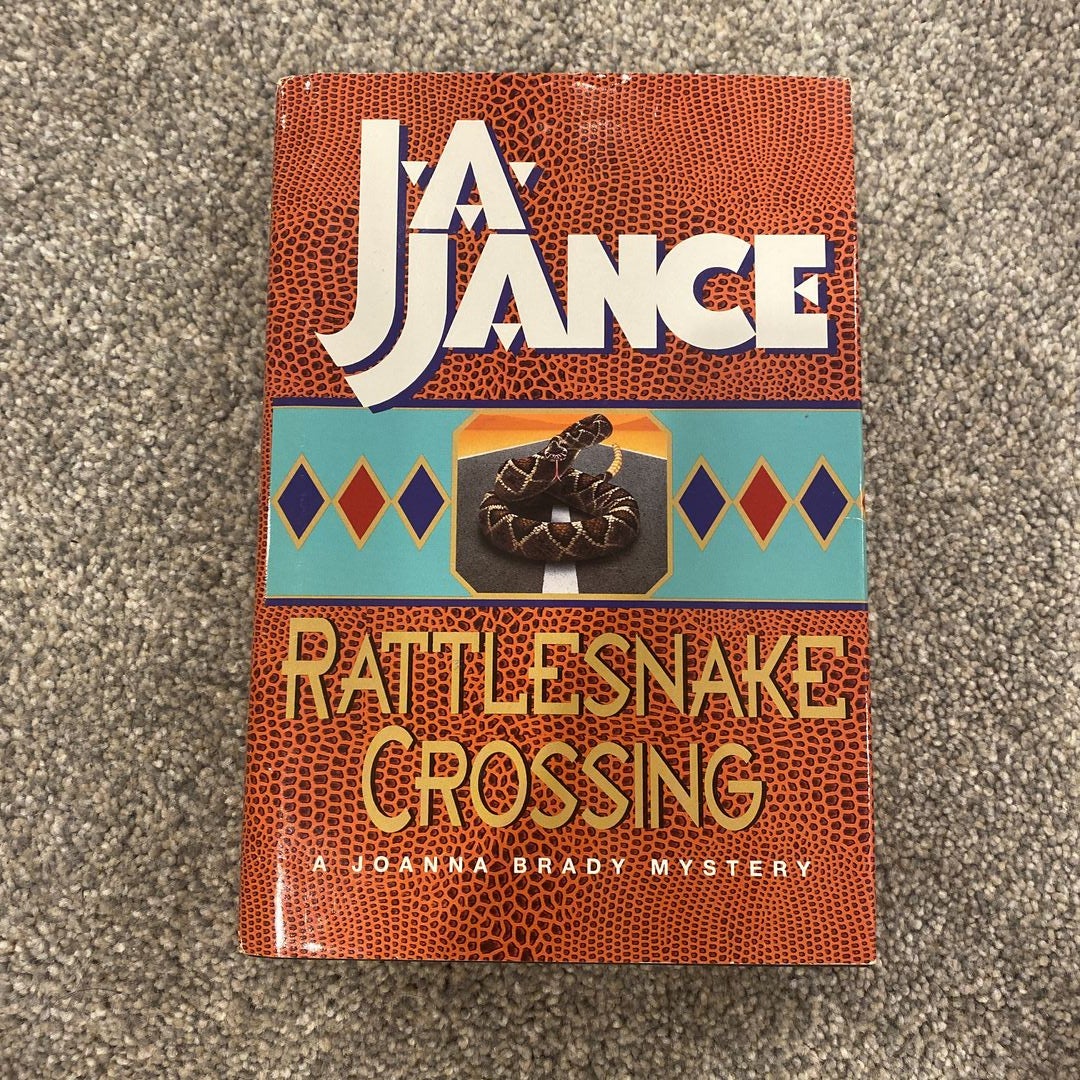 J.A.
JANCE
RATTLESNAKE
CROSSING
A JOANNA BRADY MYSTERY